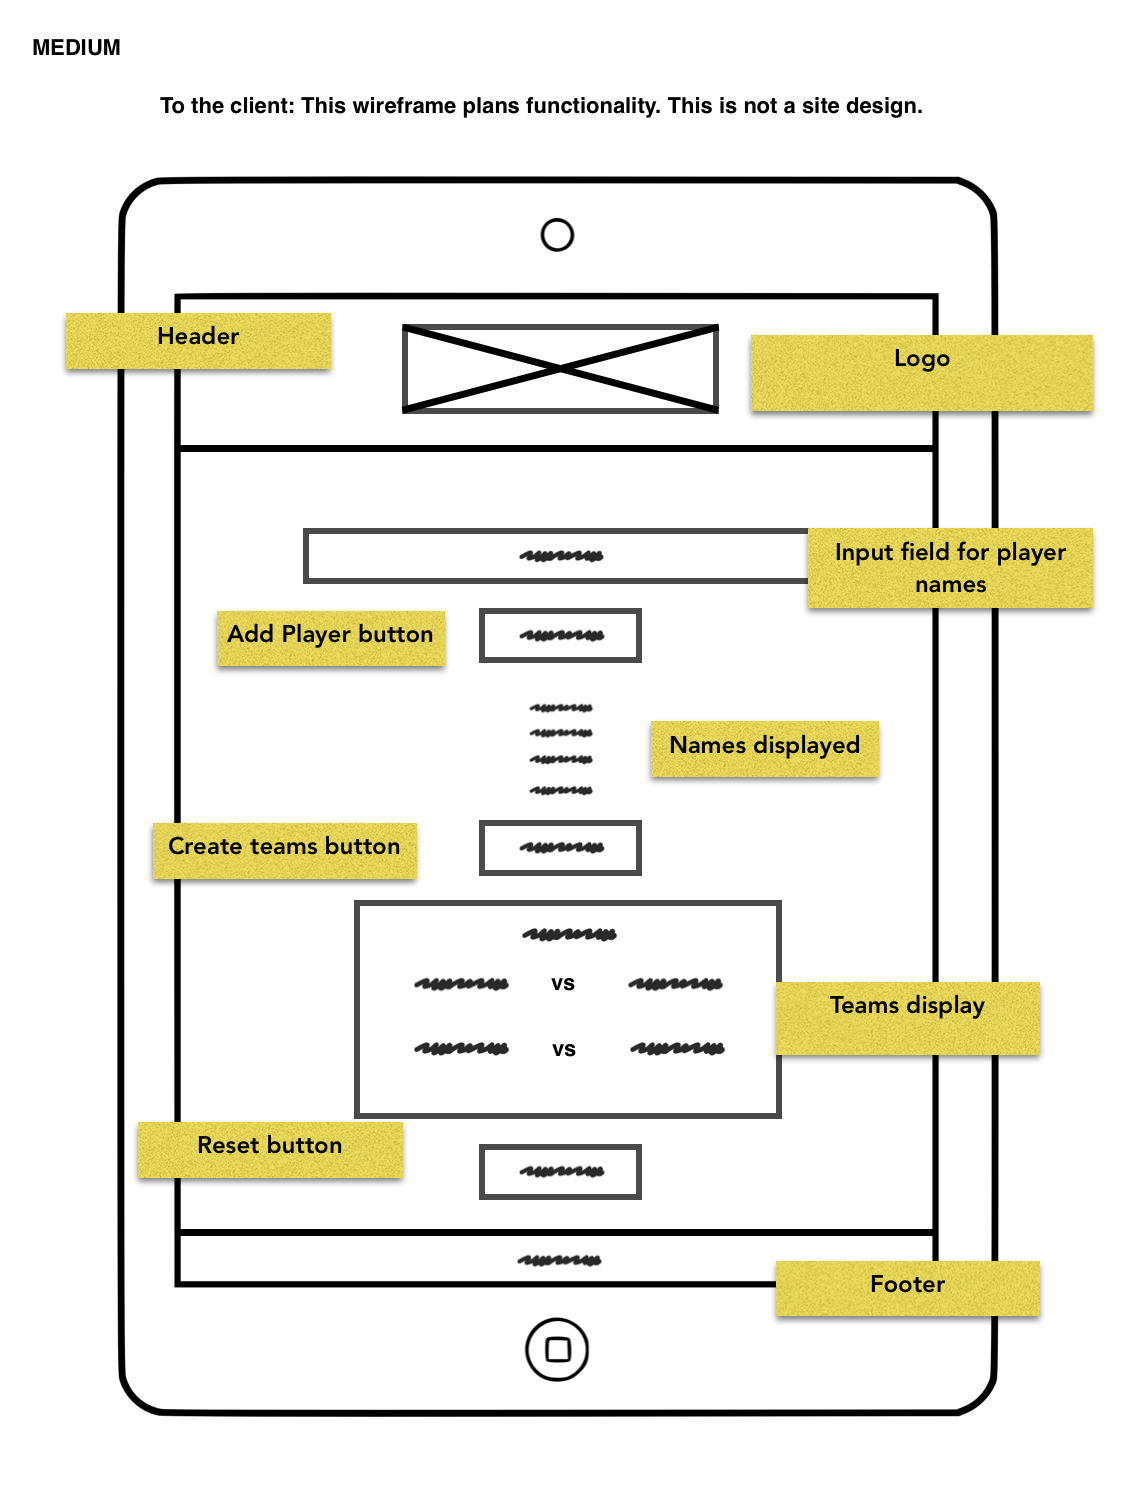 MEDIUM
To the client: This wireframe plans functionality. This is not a site design.
Header
Logo
Input field for player
names
Add Player button
Names displayed
Create teams button
vs
Teams display
vs
Reset button
Footer